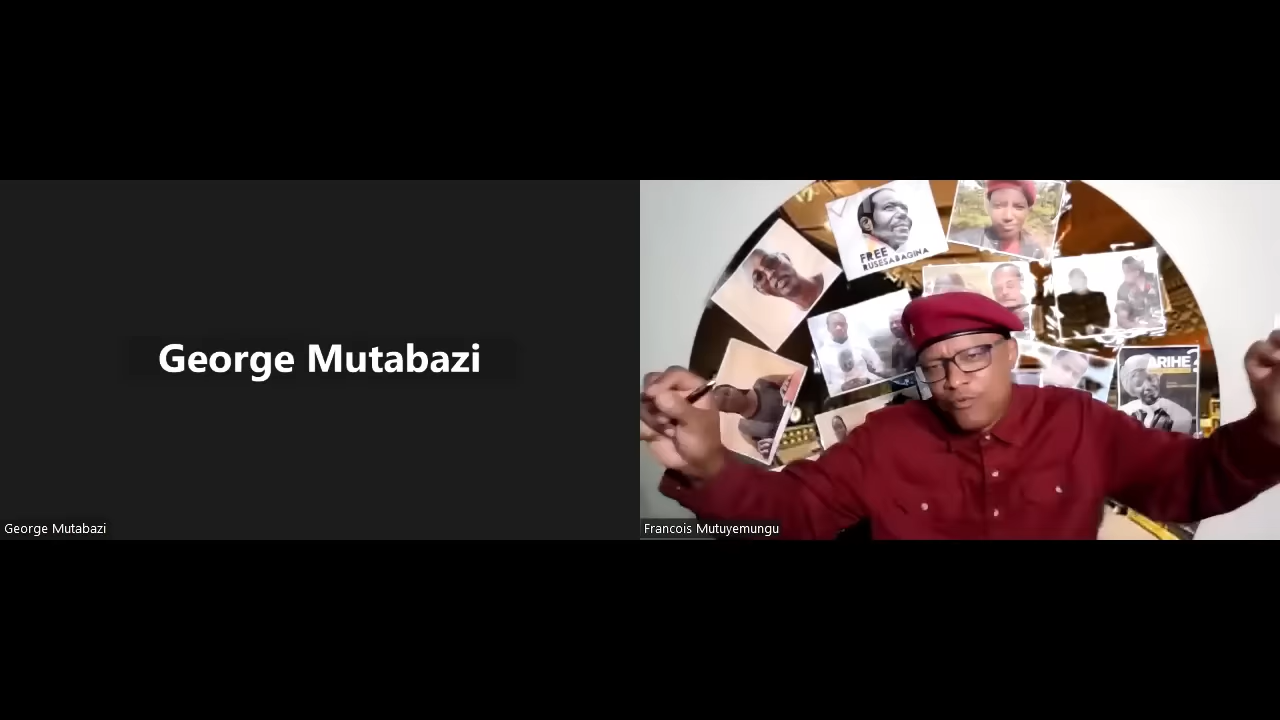 George Mutabazi
George Mutabazi
FREE
RUSESABAGINA
ARIHE?
Francois Mutuyemungu